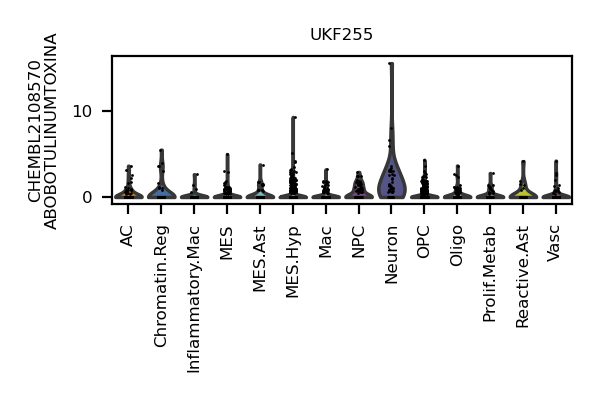 UKF255
CHEMBL2108570
ABOBOTULINUMTOXINA
10
0
AC
Chromatin.Reg
Inflammatory.Mac
MES
MES.Ast
MES.Hyp
Mac
NPC
Neuron
OPC
Oligo
Prolif.Metab
Reactive.Ast
Vasc